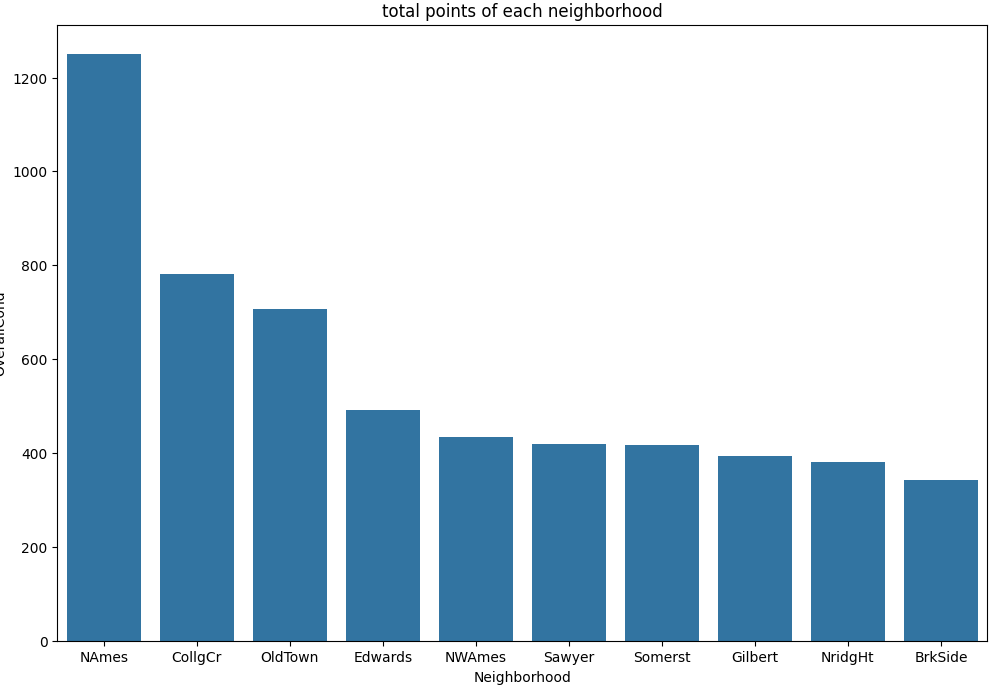 total points of each neighborhood
1200
1000
800
600
400
200
0
OverallCond
NAmes CollgCr OldTown Edwards NWAmes Sawyer Somerst Gilbert NridgHt BrkSide
Neighborhood